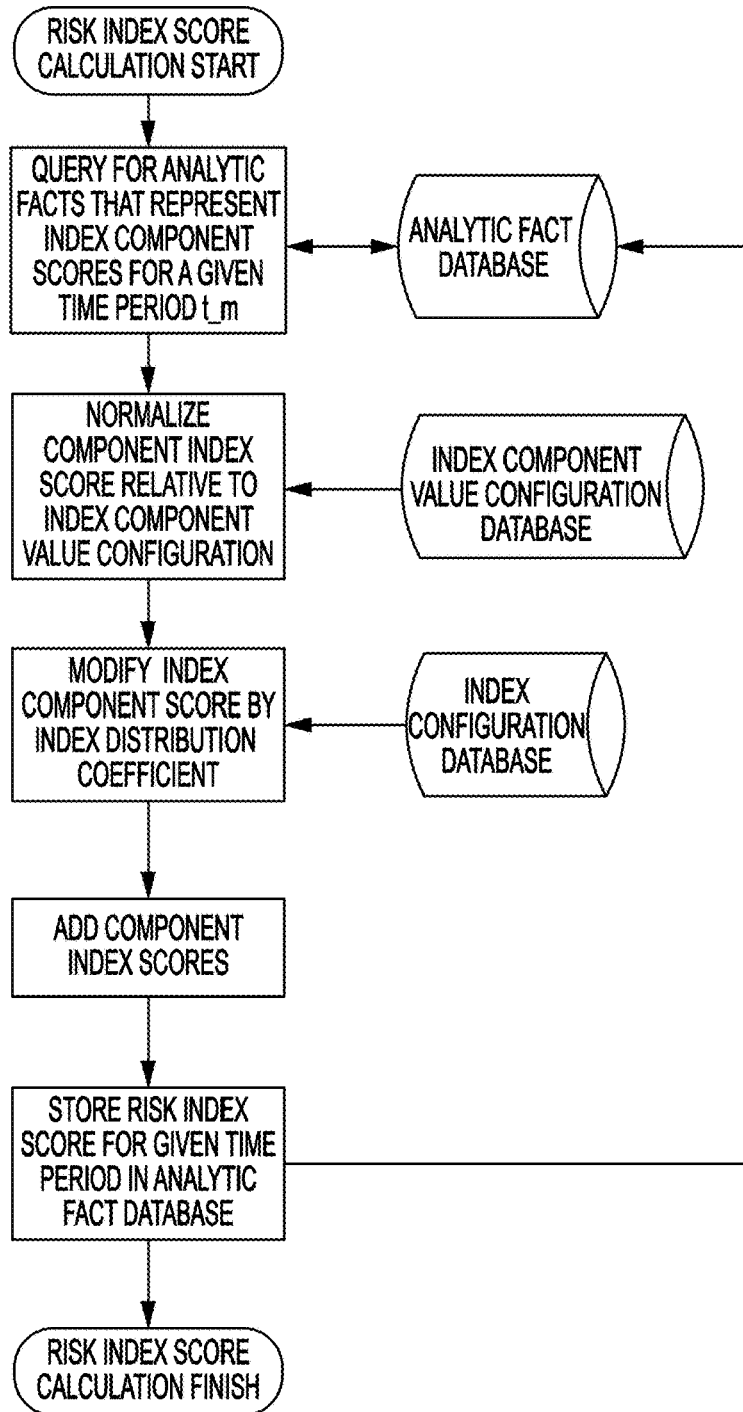 RISK INDEX SCORE
CALCULATION START
QUERY FOR ANALYTIC
FACTS THAT REPRESENT
INDEX COMPONENT
SCORES FOR A GIVEN
TIME PERIOD t_m
ANALYTIC FACT
DATABASE
NORMALIZE
COMPONENT INDEX
SCORE RELATIVE TO
INDEX COMPONENT
VALUE CONFIGURATION
INDEX COMPONENT
VALUE CONFIGURATION
DATABASE
MODIFY INDEX
COMPONENT SCORE BY
INDEX DISTRIBUTION
COEFFICIENT
INDEX
CONFIGURATION
DATABASE
ADD COMPONENT
INDEX SCORES
STORE RISK INDEX
SCORE FOR GIVEN TIME
PERIOD IN ANALYTIC
FACT DATABASE
RISK INDEX SCORE
CALCULATION FINISH